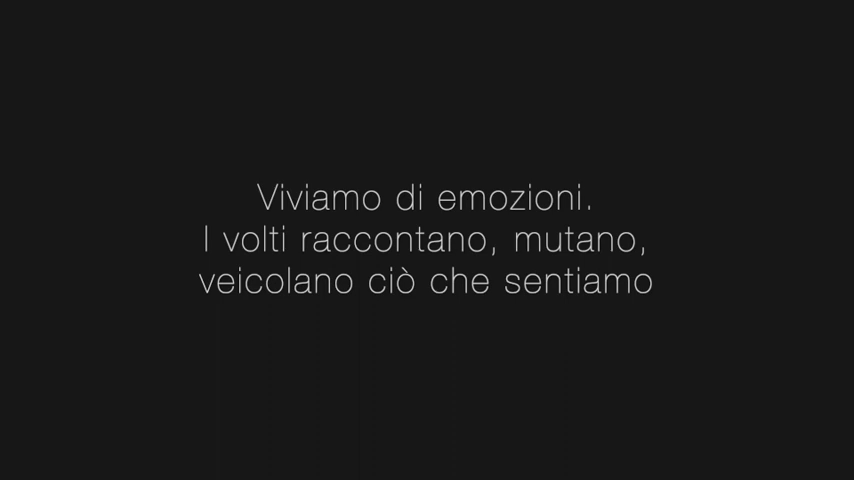 Viviamo di emozioni.
I volti raccontano, mutano,
veicolano ciò che sentiamo